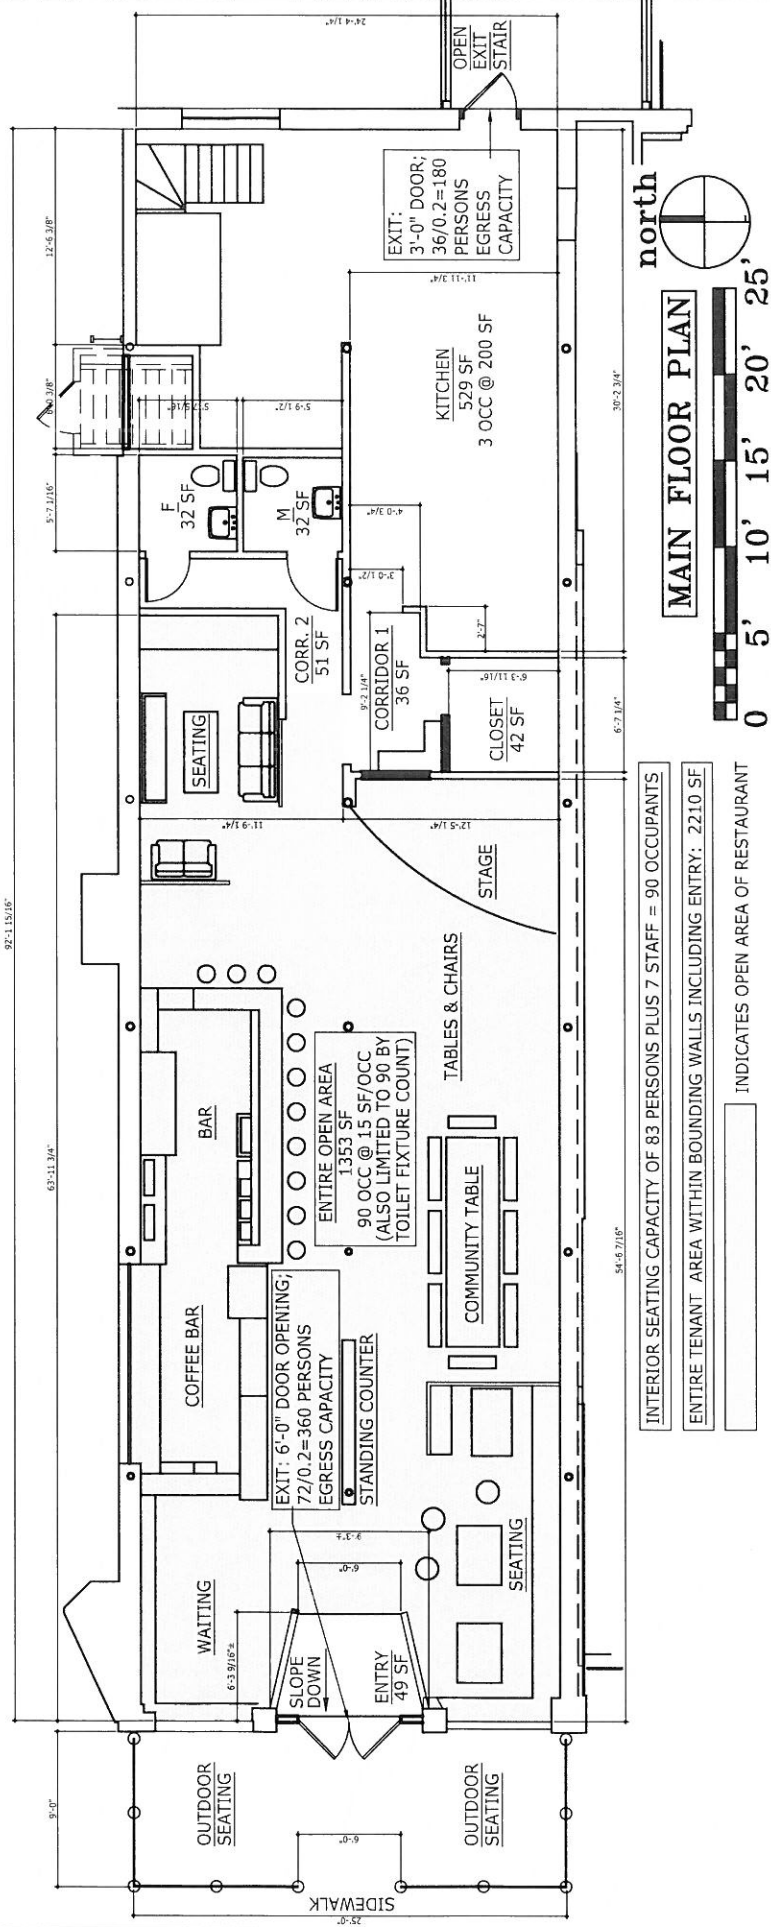 24'-4 1/4"
92'-1 15/16"
12'-6 3/8"
5'-7 1/16"
63'-11 3/4"
9'-0"
OPEN
EXIT
STAIR
EXIT:
3'-0" DOOR;
36/0.2=180
PERSONS
EGRESS
CAPACITY
11'-11 3/4"
KITCHEN
529 SF
3 OCC @ 200 SF
30'-2 3/4"
5'-9 1/2"
F
32 SF
M
32 SF
4'-0 3/4"
3'-0 1/2"
2'-7"
CORR. 2
51 SF
CORRIDOR 1
36 SF
9'-2 1/4"
CLOSET
42 SF
6'-3 11/16"
6'-7 1/4"
SEATING
11'-9 1/4"
12'-5 1/4"
STAGE
TABLES & CHAIRS
BAR
ENTIRE OPEN AREA
1353 SF
90 OCC @ 15 SF/OCC
(ALSO LIMITED TO 90 BY
TOILET FIXTURE COUNT)
COMMUNITY TABLE
COFFEE BAR
EXIT: 6'-0" DOOR OPENING;
72/0.2=360 PERSONS
EGRESS CAPACITY
STANDING COUNTER
54'-6 7/16"
WAITING
6'-3 9/16"±
9'-3"±
6'-0"
SLOPE
DOWN
ENTRY
49 SF
SEATING
OUTDOOR
SEATING
OUTDOOR
SEATING
6'-0"
SIDEWALK
25'-0"
north
MAIN FLOOR PLAN
0 5' 10' 15' 20' 25'
INTERIOR SEATING CAPACITY OF 83 PERSONS PLUS 7 STAFF = 90 OCCUPANTS
ENTIRE TENANT AREA WITHIN BOUNDING WALLS INCLUDING ENTRY: 2210 SF
INDICATES OPEN AREA OF RESTAURANT